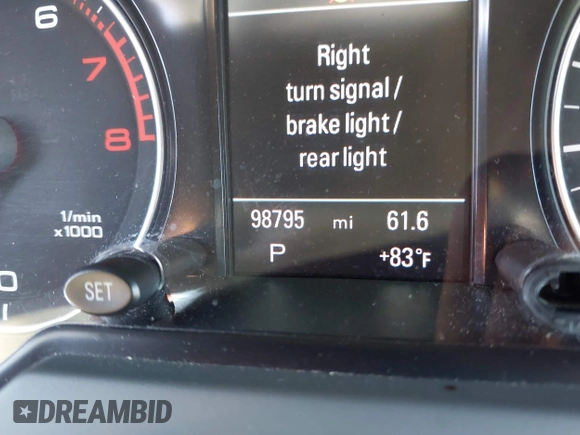 6
7
8
1/min
x1000
0
SET
Right
turn signal /
brake light /
rear light
98795 mi 61.6
P +83°F
DREAMBID